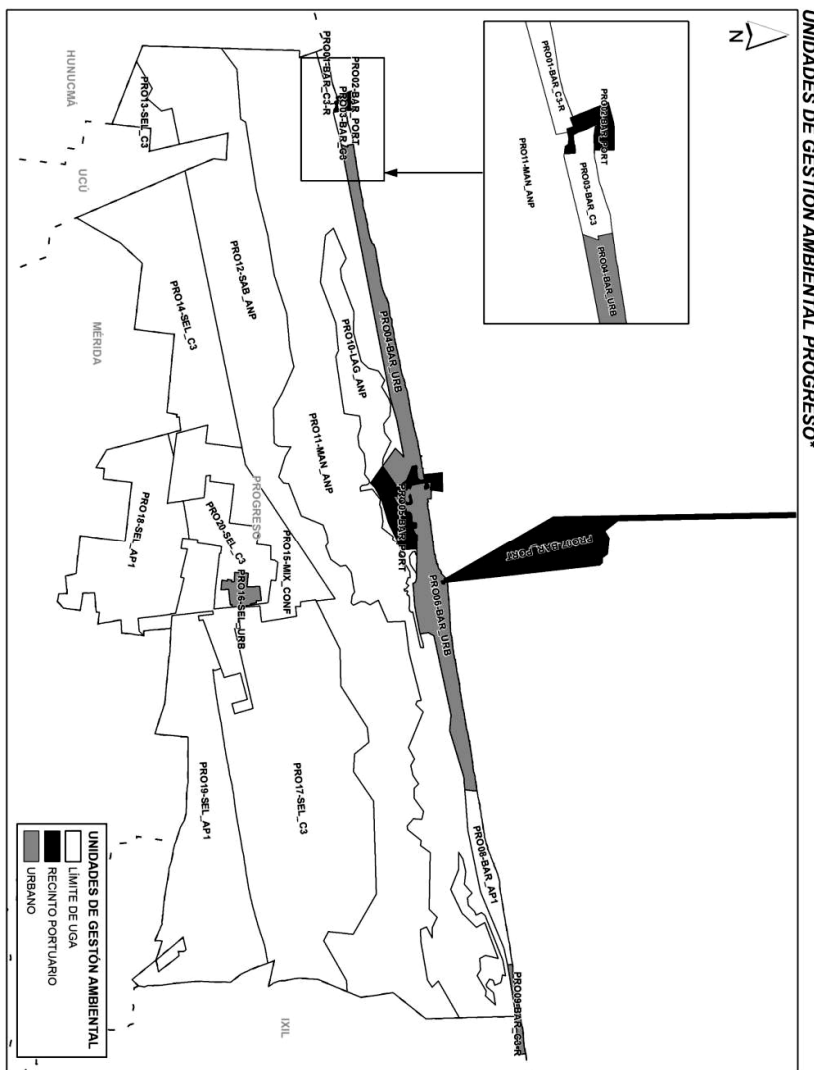 UNIDADES DE GESTIÓN AMBIENTAL PROGRESO*
N
PRO01-BAR_C3-R
PRO02-BAR_PORT
PRO03-BAR_C3
PRO04-BAR_URB
PRO11-MAN_ANP
PRO01-BAR_C3-R
PRO02-BAR_PORT
PRO03-BAR_C3
HUNUCMÁ
PRO13-SEL_C3
UCÚ
PRO12-SAB_ANP
PRO14-SEL_C3
MÉRIDA
PRO10-LAG_ANP
PRO04-BAR_URB
PRO11-MAN_ANP
PRO05-BAR_PORT
PRO07-BAR_PORT
PRO06-BAR_URB
PROGRESO
PRO15-MIX_CONF
PRO20-SEL_C3
PRO16-SEL_URB
PRO18-SEL_AP1
PRO17-SEL_C3
PRO19-SEL_AP1
PRO08-BAR_AP1
PRO09-BAR_C3-R
IXIL
UNIDADES DE GESTÓN AMBIENTAL
LÍMITE DE UGA
RECINTO PORTUARIO
URBANO